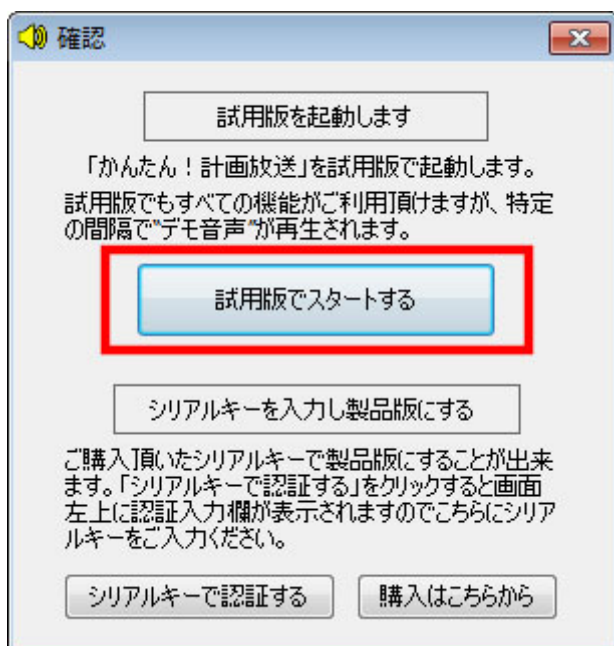 確認
試用版を起動します
「かんたん！計画放送」を試用版で起動します。
試用版でもすべての機能がご利用頂けますが、特定
の間隔で"デモ音声"が再生されます。
試用版でスタートする
シリアルキーを入力し製品版にする
ご購入頂いたシリアルキーで製品版にすることが出来
ます。「シリアルキーで認証する」をクリックすると画面
左上に認証入力欄が表示されますのでこちらにシリア
ルキーをご入力ください。
シリアルキーで認証する
購入はこちらから